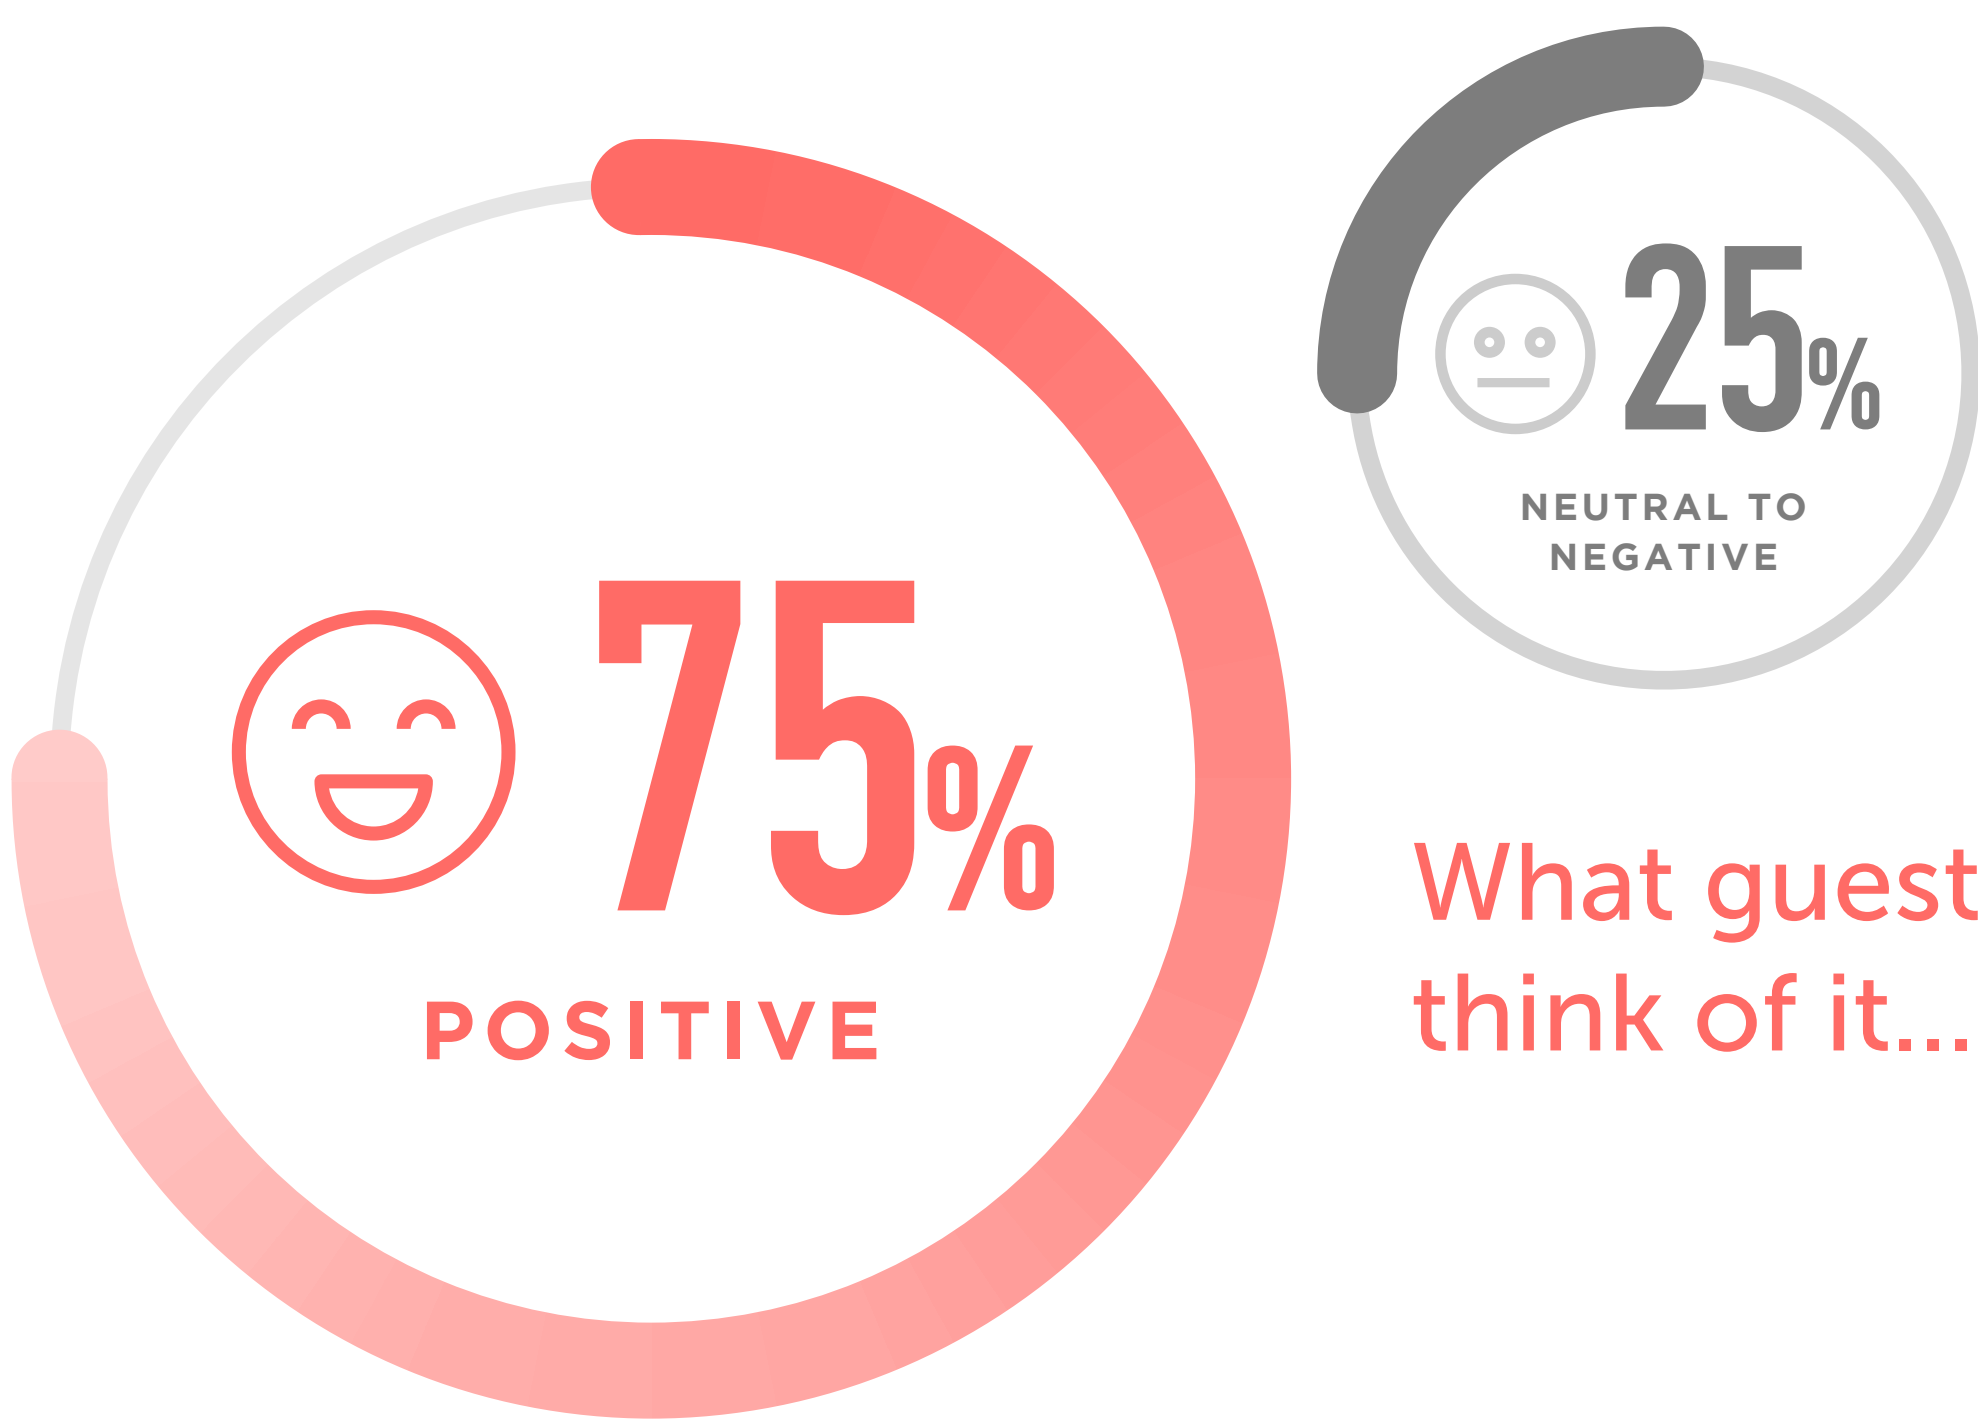 75%
POSITIVE
25%
NEUTRAL TO
NEGATIVE
What guest
think of it...